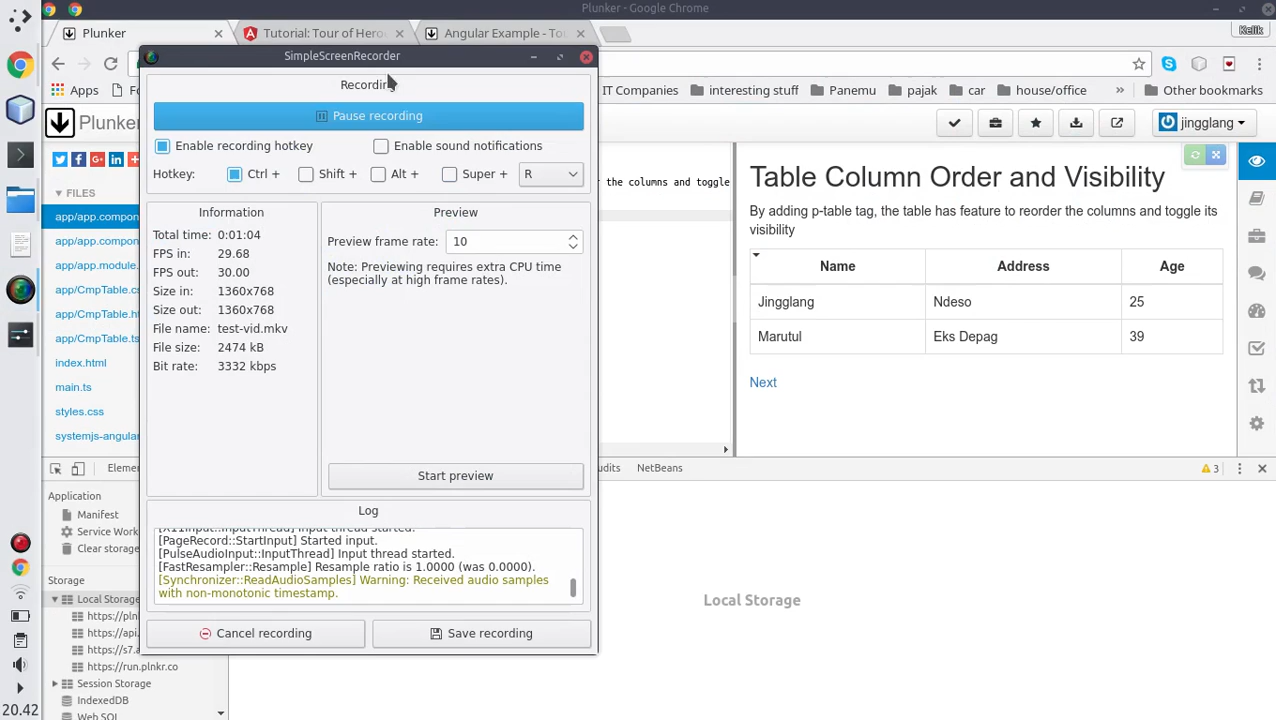 Plunker - Google Chrome
Plunker
Tutorial: Tour of Hero
Angular Example - Tou
Kelik
SimpleScreenRecorder
Apps
Fo
IT Companies
interesting stuff
Panemu
pajak
car
house/office
»
Other bookmarks
Plunker
jingglang
Recording
Pause recording
Enable recording hotkey
Enable sound notifications
Hotkey:
Ctrl +
Shift +
Alt +
Super +
R
Information
Total time: 0:01:04
FPS in: 29.68
FPS out: 30.00
Size in: 1360x768
Size out: 1360x768
File name: test-vid.mkv
File size: 2474 kB
Bit rate: 3332 kbps
Preview
Preview frame rate: 10
Note: Previewing requires extra CPU time
(especially at high frame rates).
Start preview
Log
[X11Input::InputThread] Input thread started.
[PageRecord::StartInput] Started input.
[PulseAudioInput::InputThread] Input thread started.
[FastResampler::Resample] Resample ratio is 1.0000 (was 0.0000).
[Synchronizer::ReadAudioSamples] Warning: Received audio samples
with non-monotonic timestamp.
Cancel recording
Save recording
FILES
app/app.compon
app/app.compon
app/app.module.
app/CmpTable.c
app/CmpTable.h
app/CmpTable.ts
index.html
main.ts
styles.css
systemjs-angular
r the columns and toggle
Table Column Order and Visibility
By adding p-table tag, the table has feature to reorder the columns and toggle its
visibility
Name Address Age
Jingglang Ndeso 25
Marutul Eks Depag 39
Next
Elemen
udits
NetBeans
3
Application
Manifest
Service Work
Clear storage
Storage
Local Storage
https://plnk
https://api.
https://s7.a
https://run.plnkr.co
Session Storage
IndexedDB
Web SQL
Local Storage
20.42